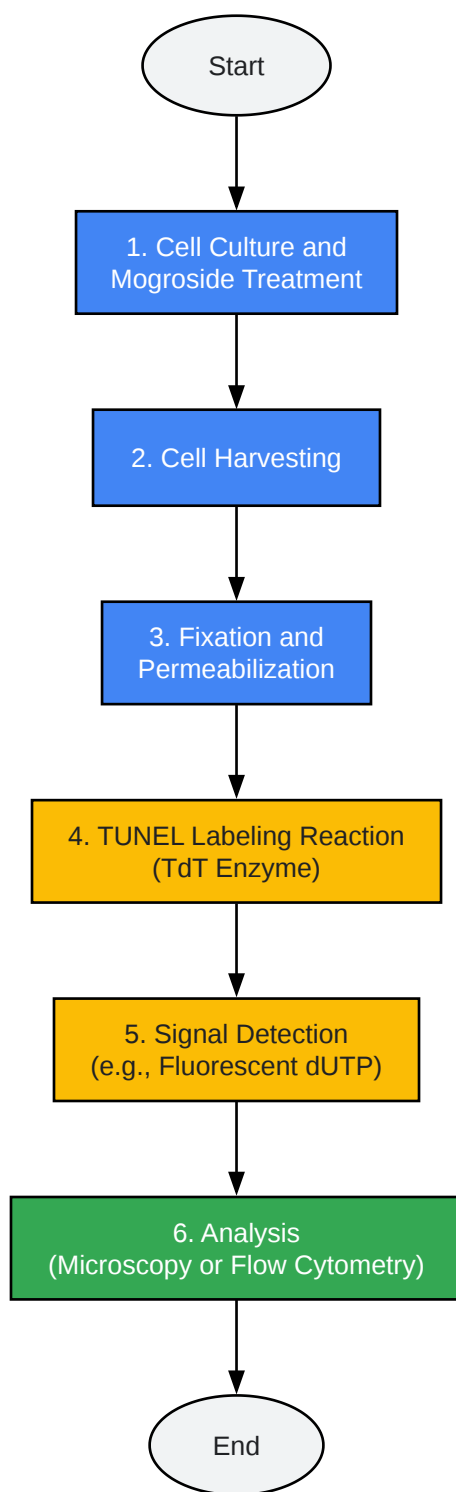 Start
1. Cell Culture and
Mogroside Treatment
2. Cell Harvesting
3. Fixation and
Permeabilization
4. TUNEL Labeling Reaction
(TdT Enzyme)
5. Signal Detection
(e.g., Fluorescent dUTP)
6. Analysis
(Microscopy or Flow Cytometry)
End